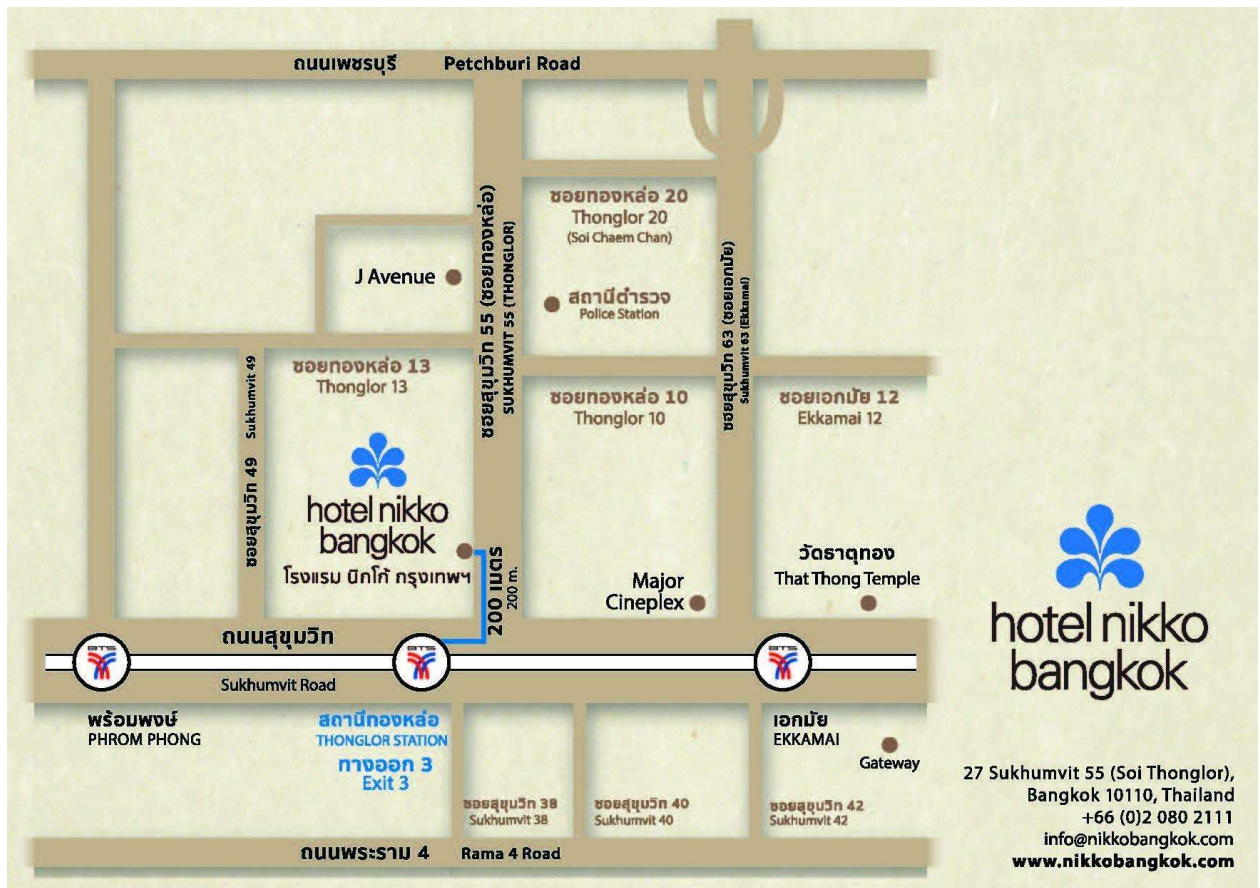 ถนนเพชรบุรี Petchburi Road
ซอยทองหล่อ 20
Thonglor 20
(Soi Chaem Chan)
J Avenue
สถานีตำรวจ
Police Station
ซอยสุขุมวิท 55 (ซอยทองหล่อ)
SUKHUMVIT 55 (THONGLOR)
ซอยสุขุมวิท 63 (ซอยเอกมัย)
Sukhumvit 63 (Ekkamai)
ซอยทองหล่อ 13
Thonglor 13
ซอยทองหล่อ 10
Thonglor 10
ซอยเอกมัย 12
Ekkamai 12
ซอยสุขุมวิท 49 Sukhumvit 49
hotel nikko
bangkok
โรงแรม นิกโก้ กรุงเทพฯ
200 เมตร
200 m.
Major
Cineplex
วัดธาตุทอง
That Thong Temple
ถนนสุขุมวิท
BTS
BTS
BTS
Sukhumvit Road
พร้อมพงษ์
PHROM PHONG
สถานีทองหล่อ
THONGLOR STATION
ทางออก 3
Exit 3
เอกมัย
EKKAMAI
Gateway
ซอยสุขุมวิท 38
Sukhumvit 38
ซอยสุขุมวิท 40
Sukhumvit 40
ซอยสุขุมวิท 42
Sukhumvit 42
ถนนพระราม 4 Rama 4 Road
hotel nikko
bangkok
27 Sukhumvit 55 (Soi Thonglor),
Bangkok 10110, Thailand
+66 (0)2 080 2111
info@nikkobangkok.com
www.nikkobangkok.com